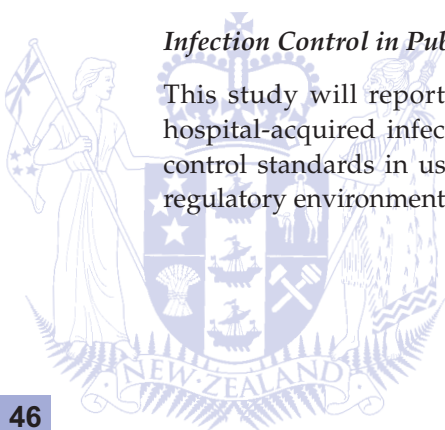 Infection Control in Pub
This study will report
hospital-acquired infec
control standards in us
regulatory environment
NEW ZEALAND
46